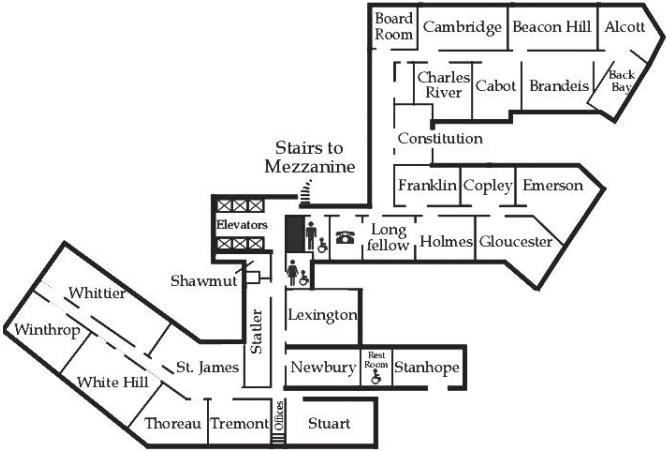 Board
Room
Cambridge
Beacon Hill
Alcott
Charles
River
Cabot
Brandeis
Back
Bay
Constitution
Stairs to
Mezzanine
Franklin
Copley
Emerson
Elevators
Long
fellow
Holmes
Gloucester
Shawmut
Whittier
Lexington
Statler
Winthrop
St. James
Newbury
Rest
Room
Stanhope
White Hill
Thoreau
Tremont
Offices
Stuart